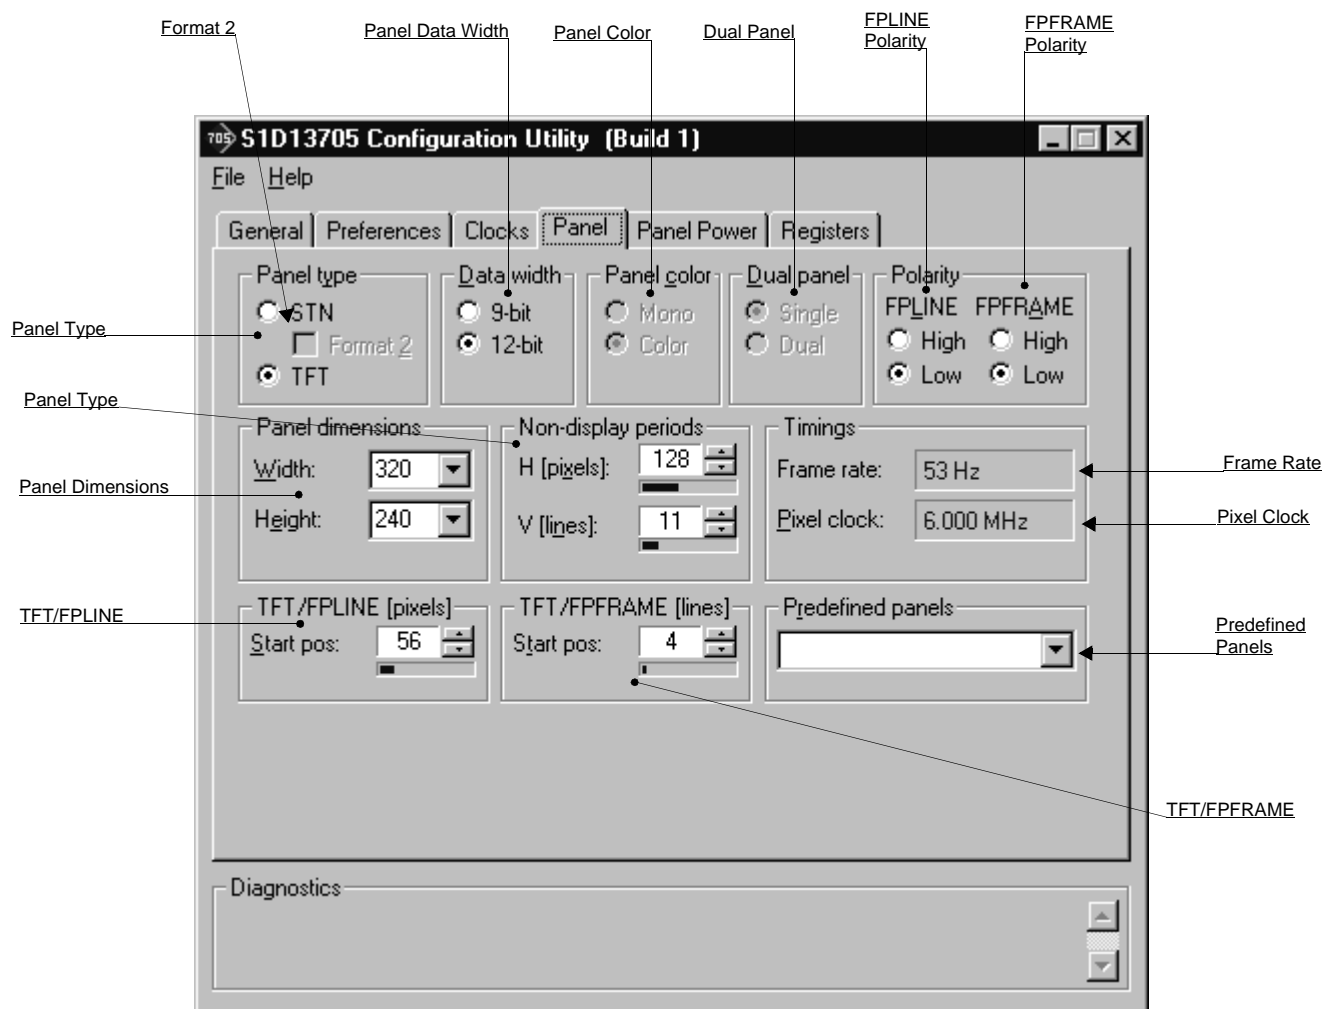 Format 2
Panel Data Width
Panel Color
Dual Panel
FPLINE
Polarity
FPFRAME
Polarity
705 S1D13705 Configuration Utility (Build 1)
File Help
General Preferences Clocks Panel Panel Power Registers
Panel type
STN
Format 2
TFT
Data width
9-bit
12-bit
Panel color
Mono
Color
Dual panel
Single
Dual
Polarity
FPLINE FPFRAME
High High
Low Low
Panel Type
Panel Type
Panel dimensions
Width: 320
Height: 240
Non-display periods
H [pixels]: 128
V [lines]: 11
Timings
Frame rate: 53 Hz
Pixel clock: 6.000 MHz
Frame Rate
Panel Dimensions
Pixel Clock
TFT/FPLINE
TFT/FPLINE [pixels]
Start pos: 56
TFT/FPFRAME [lines]
Start pos: 4
Predefined panels
Predefined
Panels
TFT/FPFRAME
Diagnostics